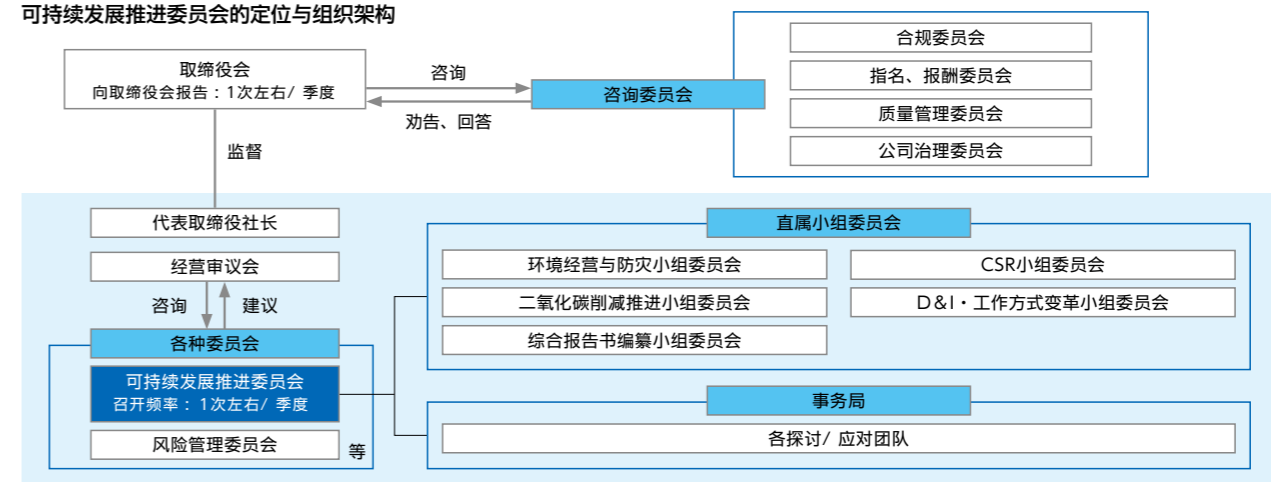 可持续发展推进委员会的定位与组织架构
取缔役会
向取缔役会报告：1次左右/ 季度
咨询
劝告、回答
咨询委员会
合规委员会
指名、报酬委员会
质量管理委员会
公司治理委员会
监督
代表取缔役社长
经营审议会
咨询
建议
各种委员会
可持续发展推进委员会
召开频率：1次左右/ 季度
风险管理委员会
等
直属小组委员会
环境经营与防灾小组委员会
CSR小组委员会
二氧化碳削减推进小组委员会
D&I・工作方式变革小组委员会
综合报告书编纂小组委员会
事务局
各探讨/ 应对团队